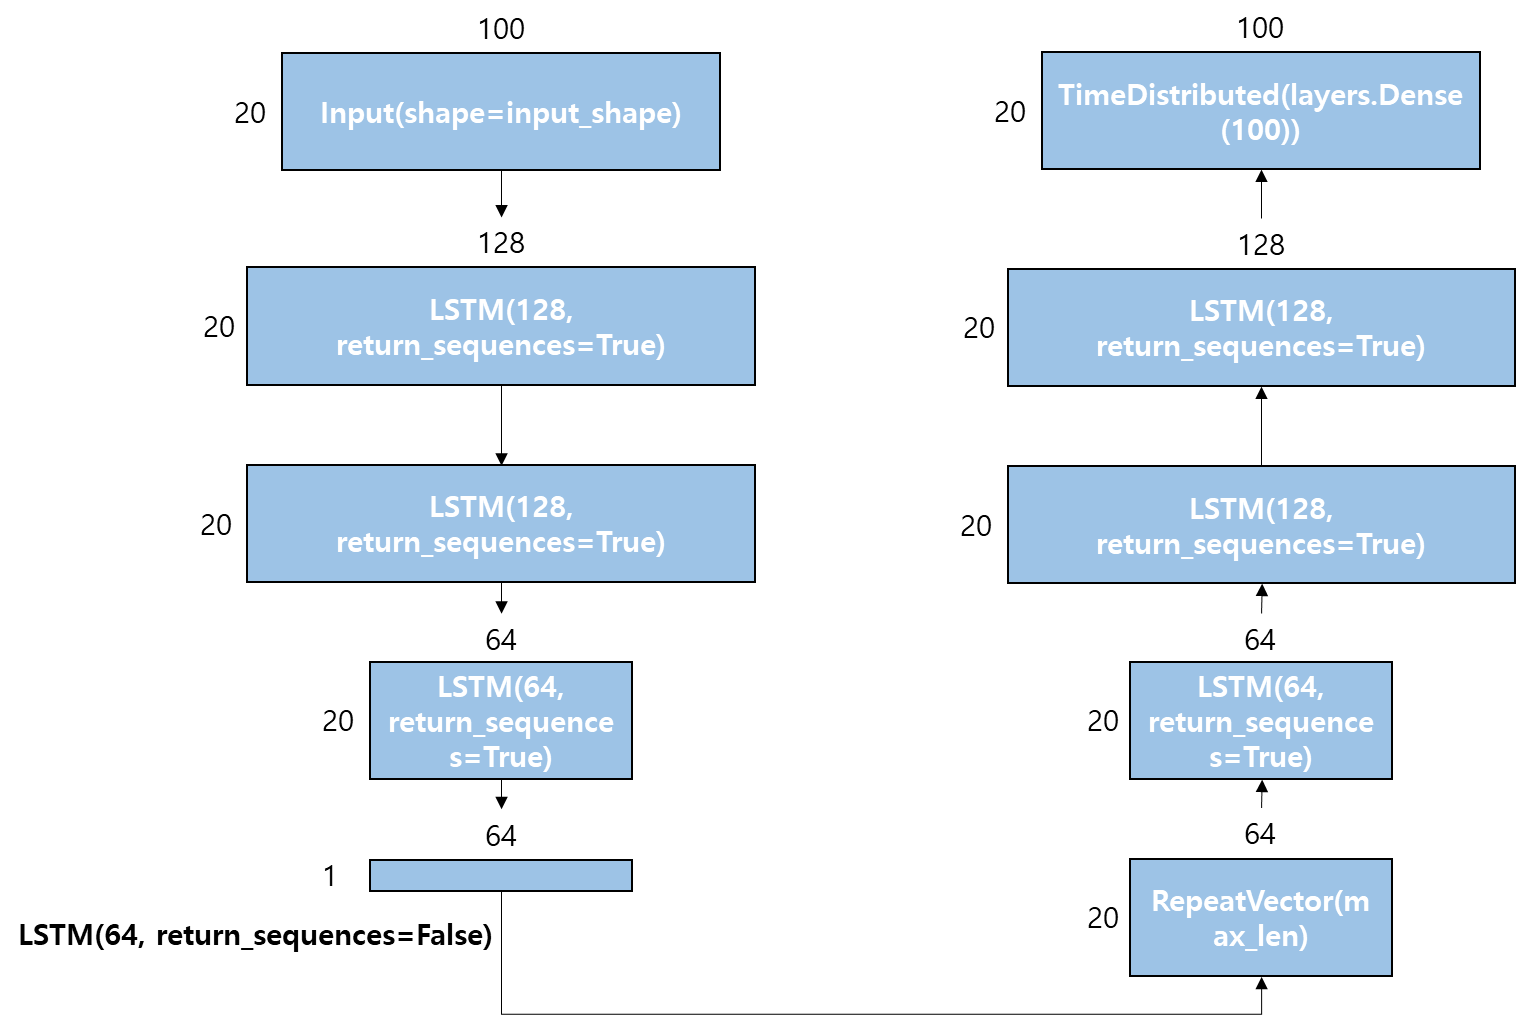 100
20
Input(shape=input_shape)
128
20
LSTM(128,
return_sequences=True)
20
LSTM(128,
return_sequences=True)
64
20
LSTM(64,
return_sequence
s=True)
64
1
LSTM(64, return_sequences=False)
100
20
TimeDistributed(layers.Dense
(100))
128
20
LSTM(128,
return_sequences=True)
20
LSTM(128,
return_sequences=True)
64
20
LSTM(64,
return_sequence
s=True)
64
20
RepeatVector(m
ax_len)